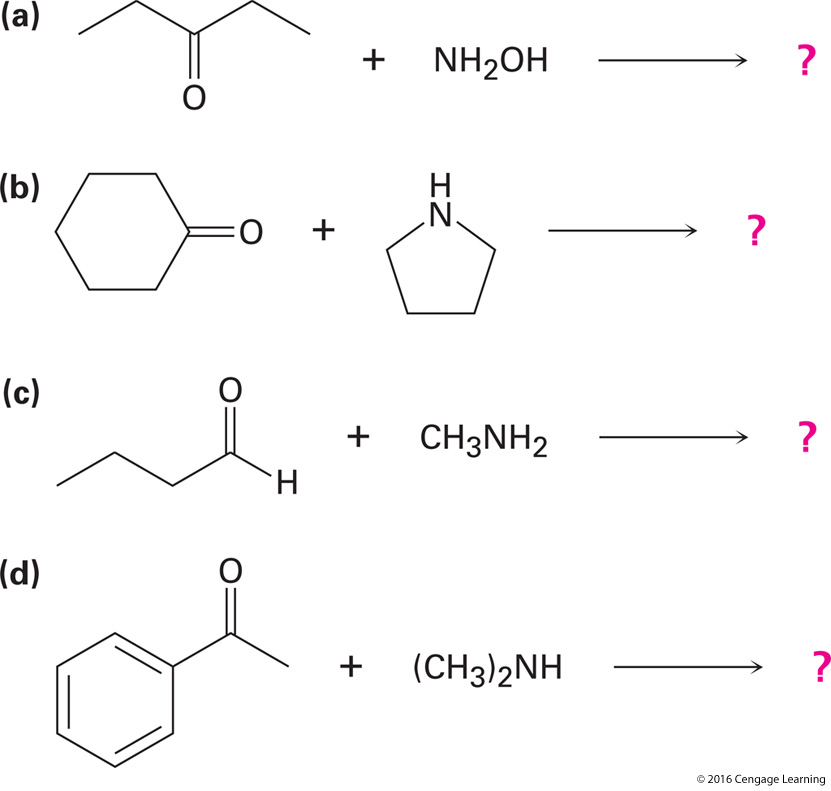 (a)
+ NH₂OH ?
O
(b)
O + H
N ?
(c)
O
+ CH₃NH₂ ?
H
(d)
O
+ (CH₃)₂NH ?
© 2016 Cengage Learning